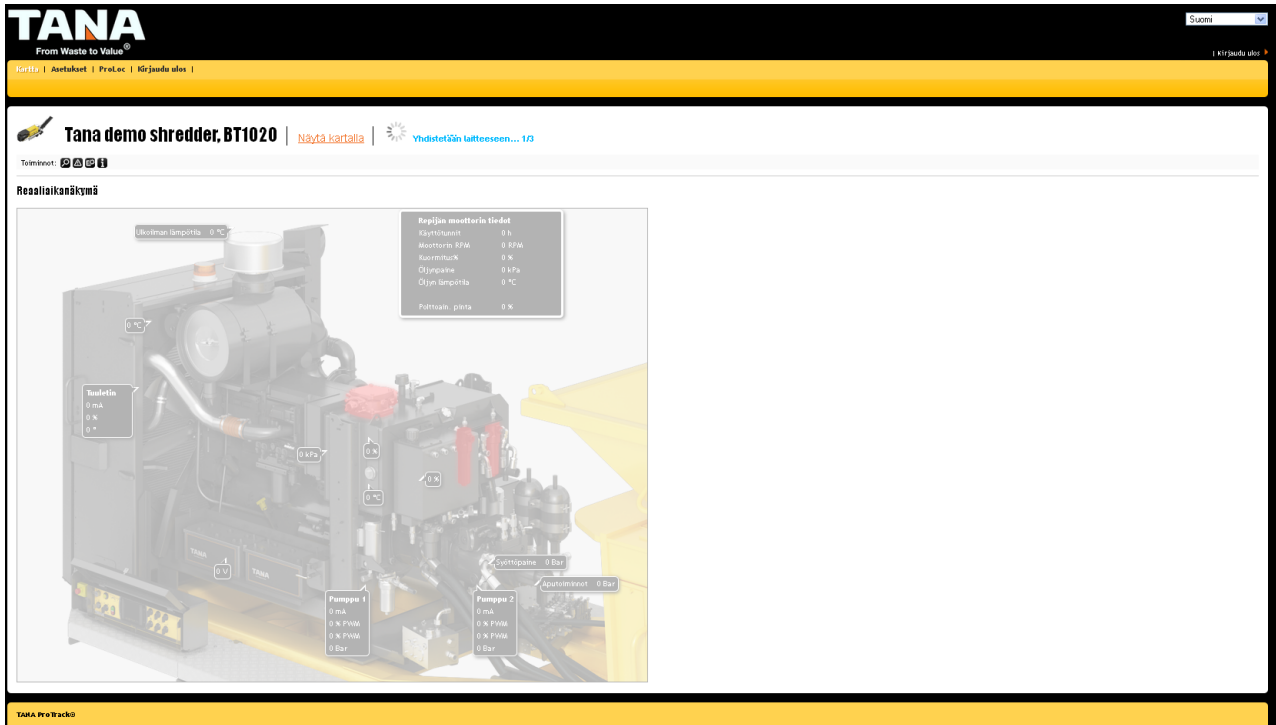 TANA
From Waste to Value®
Suomi
| Kirjaudu ulos
Kartta | Asetukset | ProLoc | Kirjaudu ulos |
Tana demo shredder, BT1020 | Näytä kartalla | Yhdistetään laitteeseen... 1/3
Toiminnot:
Reaaliaikanäkymä
Ulkoilman lämpötila 0 °C
Repijän moottorin tiedot
Käyttötunnit 0 h
Moottorin RPM 0 RPM
Kuormitus% 0 %
Öljynpaine 0 kPa
Öljyn lämpötila 0 °C
Polttoain. pinta 0 %
0 °C
Tuuletin
0 mA
0 %
0 °
0 kPa
0 %
0 %
0 °C
TANA
TANA
0 V
Syöttöpaine 0 Bar
Aputoiminnot 0 Bar
Pumppu 1
0 mA
0 % PWM
0 % PWM
0 Bar
Pumppu 2
0 mA
0 % PWM
0 % PWM
0 Bar
TANA ProTrack®